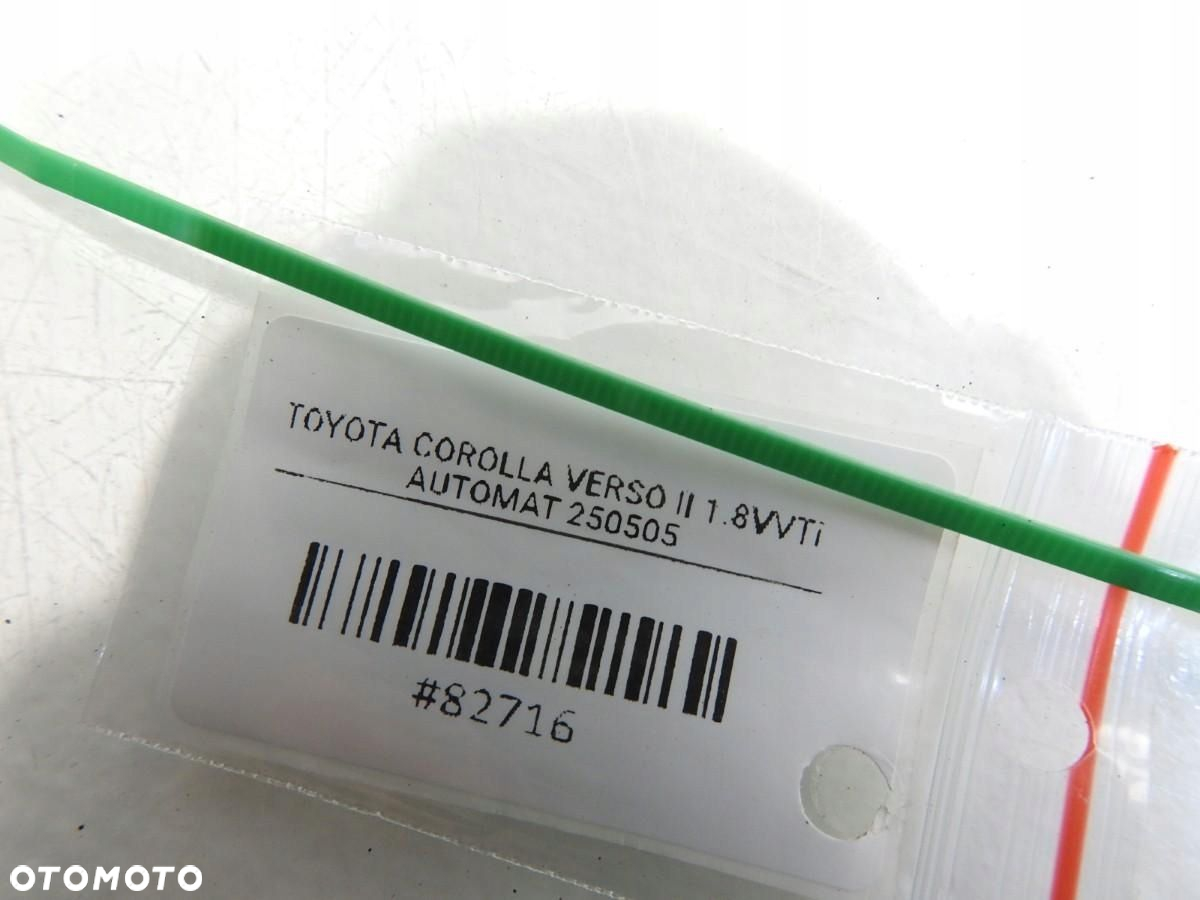 TOYOTA COROLLA VERSO II 1.8VVTi
AUTOMAT 250505
#82716
OTOMOTO